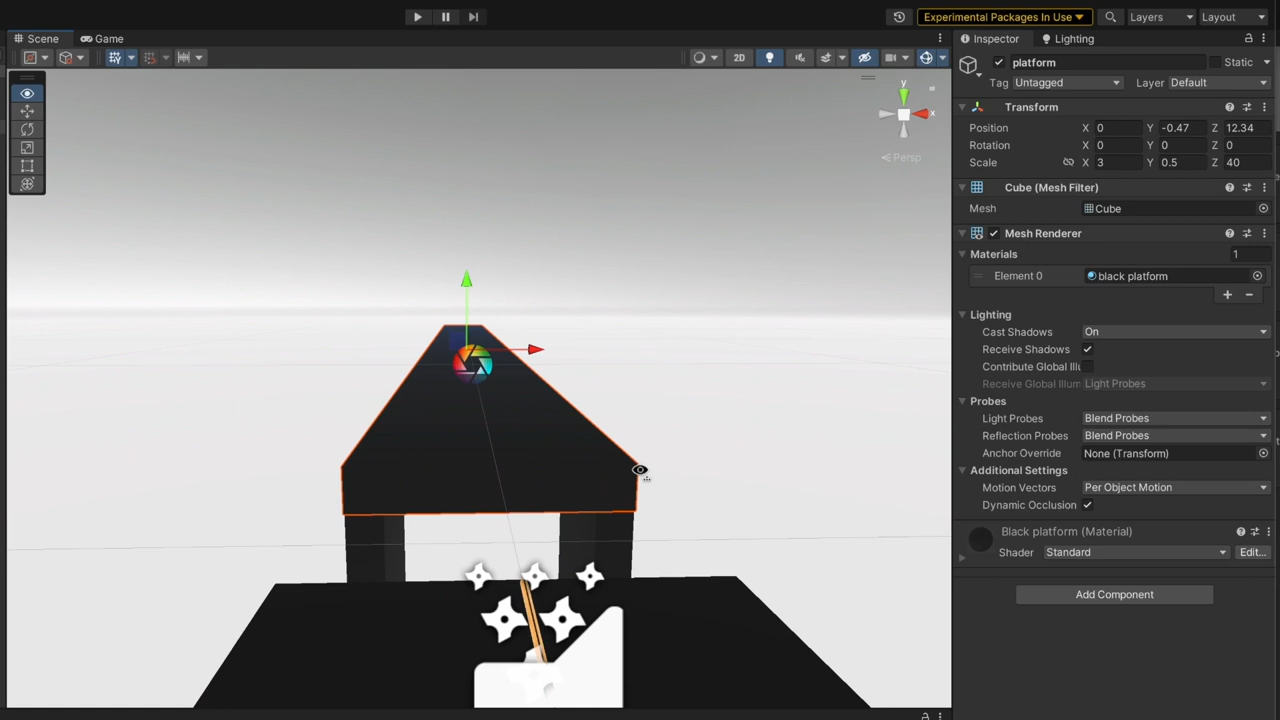 Experimental Packages In Use
Layers
Layout
Scene
Game
Inspector
Lighting
2D
platform
Static
Tag Untagged
Layer Default
Transform
Position X 0 Y -0.47 Z 12.34
Rotation X 0 Y 0 Z 0
Scale X 3 Y 0.5 Z 40
y
x
Persp
Cube (Mesh Filter)
Mesh Cube
Mesh Renderer
Materials 1
Element 0 black platform
Lighting
Cast Shadows On
Receive Shadows
Contribute Global Illu
Receive Global Illum Light Probes
Probes
Light Probes Blend Probes
Reflection Probes Blend Probes
Anchor Override None (Transform)
Additional Settings
Motion Vectors Per Object Motion
Dynamic Occlusion
Black platform (Material)
Shader Standard Edit...
Add Component